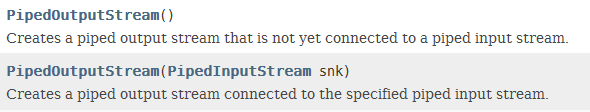 PipedOutputStream()
Creates a piped output stream that is not yet connected to a piped input stream.
PipedOutputStream(PipedInputStream snk)
Creates a piped output stream connected to the specified piped input stream.